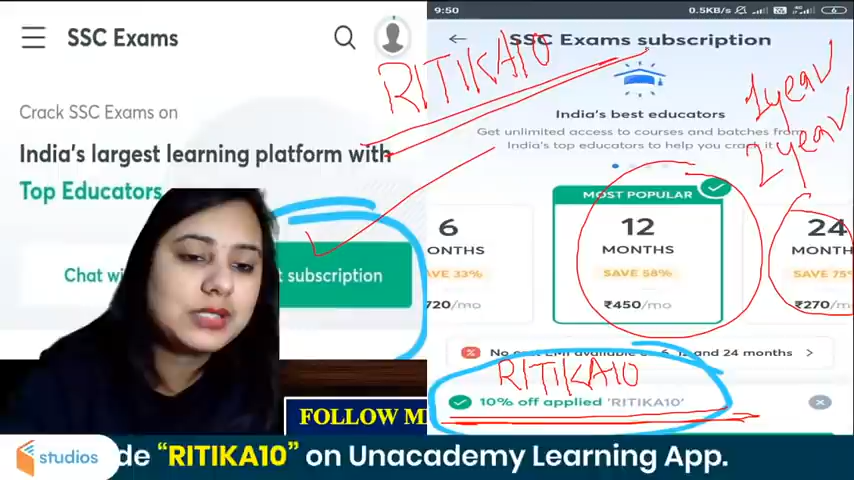 SSC Exams
Crack SSC Exams on
India's largest learning platform with
Top Educators
Chat wi
t subscription
RITIKA10
FOLLOW M
9:50
0.5KB/s
SSC Exams subscription
India's best educators
Get unlimited access to courses and batches from
India's top educators to help you crack it
1 year
2 year
6
MONTHS
SAVE 33%
720/mo
MOST POPULAR
12
MONTHS
SAVE 58%
₹450/mo
24
MONTH
SAVE 75%
₹270/mo
No cost EMI available on 6, 12 and 24 months
RITIKA10
10% off applied 'RITIKA10'
studios
de "RITIKA10" on Unacademy Learning App.